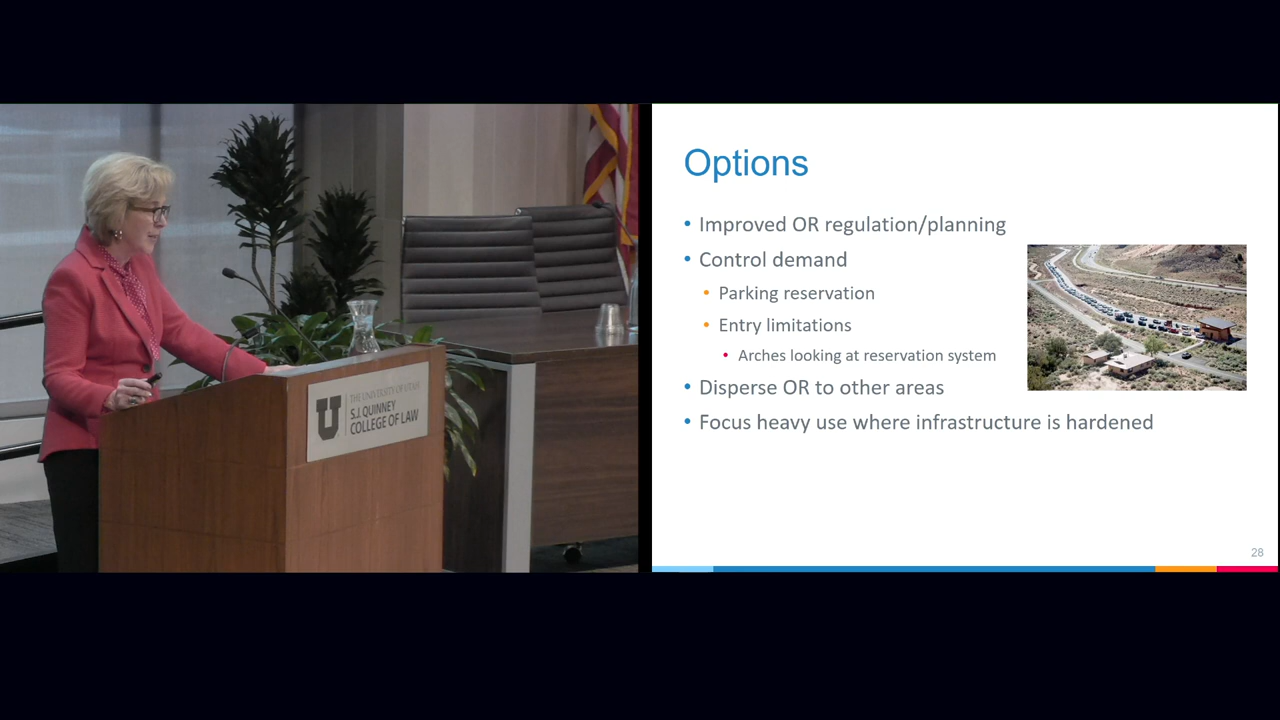 THE UNIVERSITY OF UTAH
S.J. QUINNEY
COLLEGE OF LAW
Options
• Improved OR regulation/planning
• Control demand
• Parking reservation
• Entry limitations
• Arches looking at reservation system
• Disperse OR to other areas
• Focus heavy use where infrastructure is hardened
28